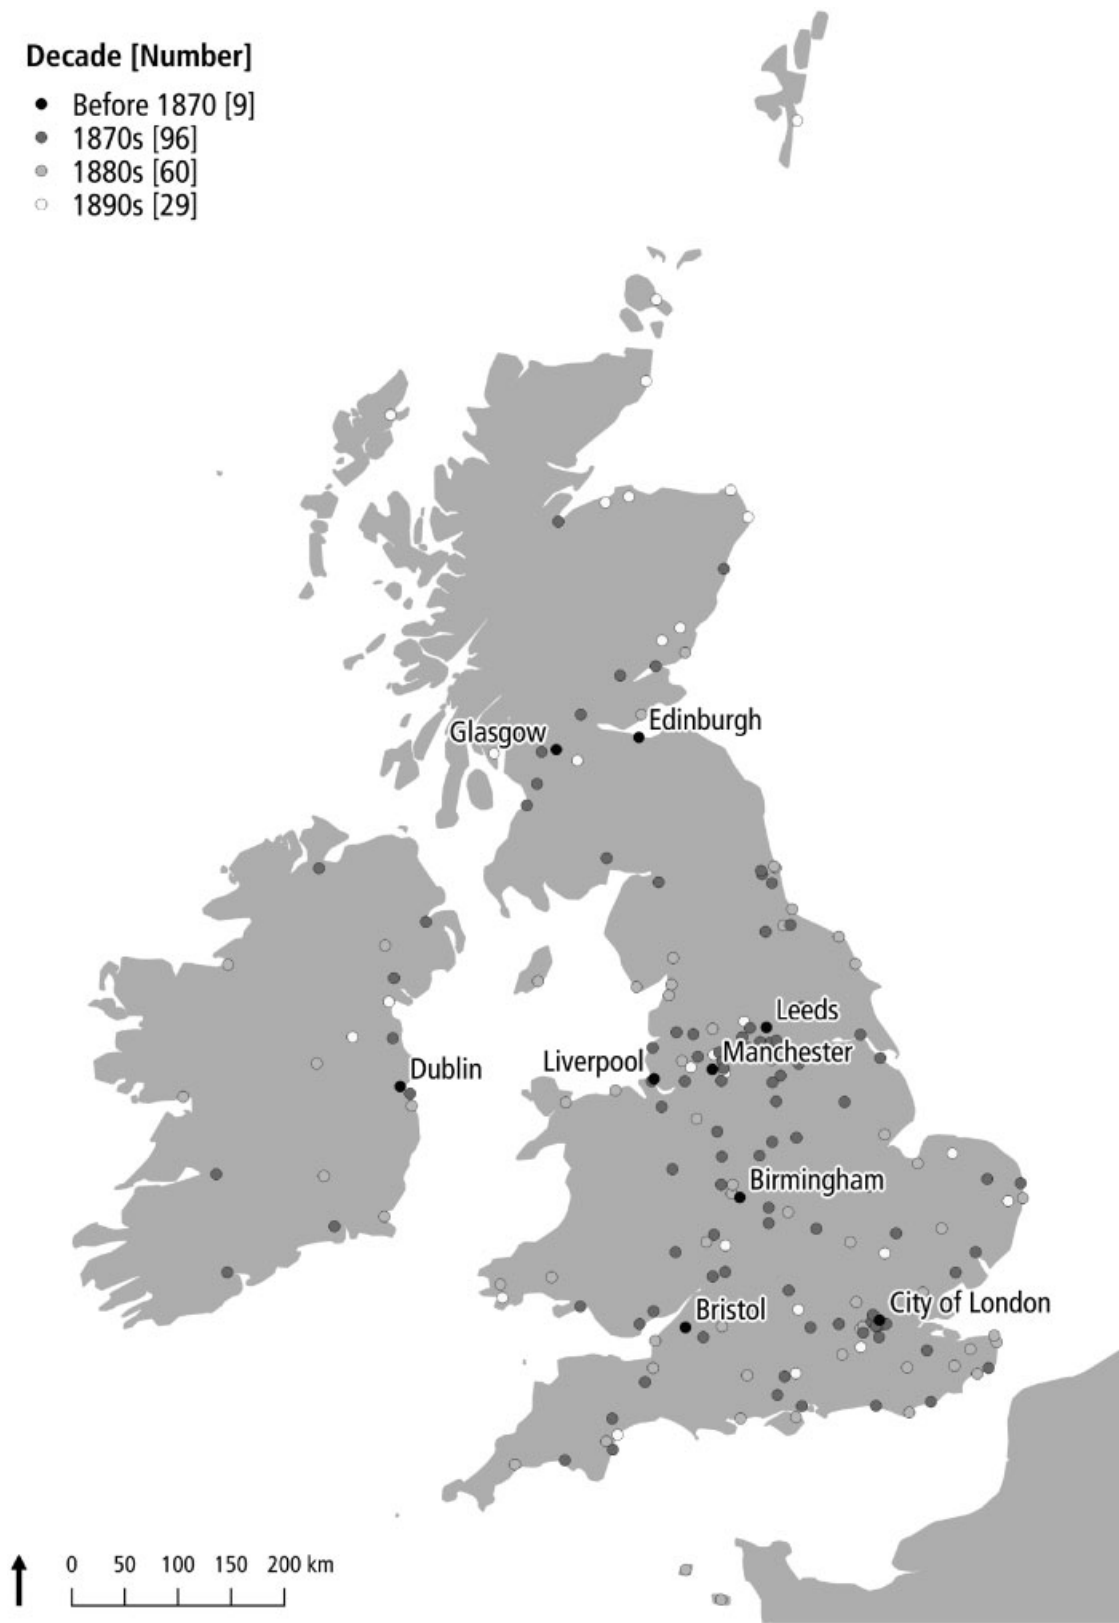 Decade [Number]
Before 1870 [9]
1870s [96]
1880s [60]
1890s [29]
Glasgow
Edinburgh
Leeds
Manchester
Liverpool
Dublin
Birmingham
City of London
Bristol
0 50 100 150 200 km